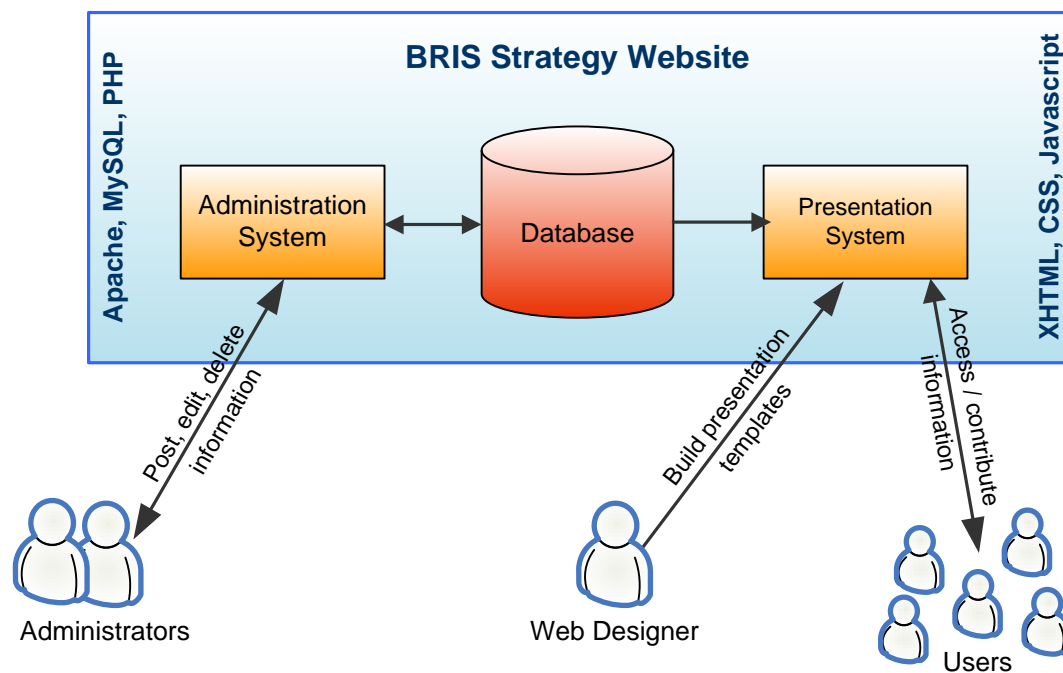 BRIS Strategy Website
Apache, MySQL, PHP
XHTML, CSS, Javascript
Administration
System
Database
Presentation
System
Post, edit, delete
information
Build presentation
templates
Access / contribute
information
Administrators
Web Designer
Users